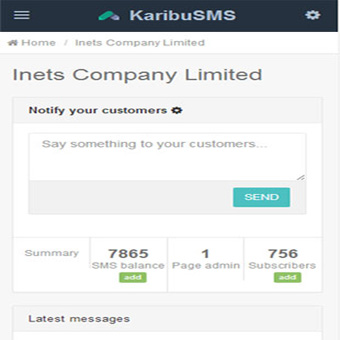 KaribuSMS
Home / Inets Company Limited
Inets Company Limited
Notify your customers
Say something to your customers...
SEND
Summary
7865
SMS balance
add
1
Page admin
756
Subscribers
add
Latest messages